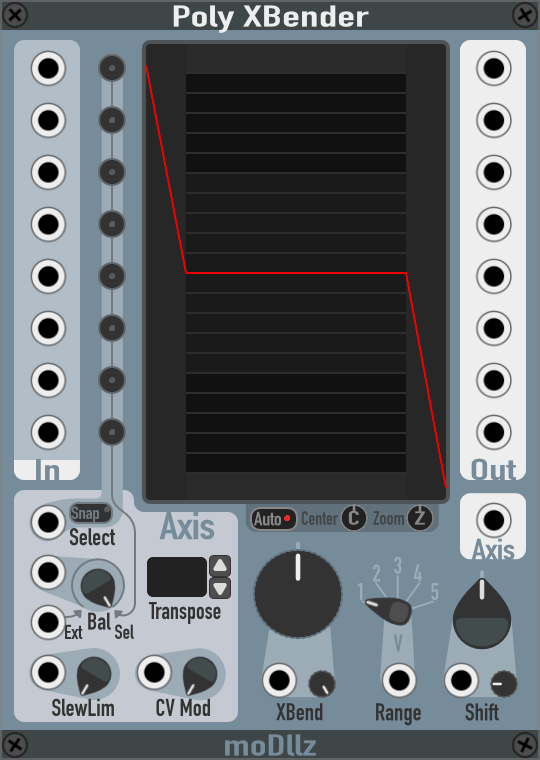 Poly XBender
In
Out
Snap
Select
Axis
Auto
Center
C
Zoom
Z
Axis
Transpose
Ext
Bal
Sel
1
2
3
4
5
V
SlewLim
CV Mod
XBend
Range
Shift
moDllz